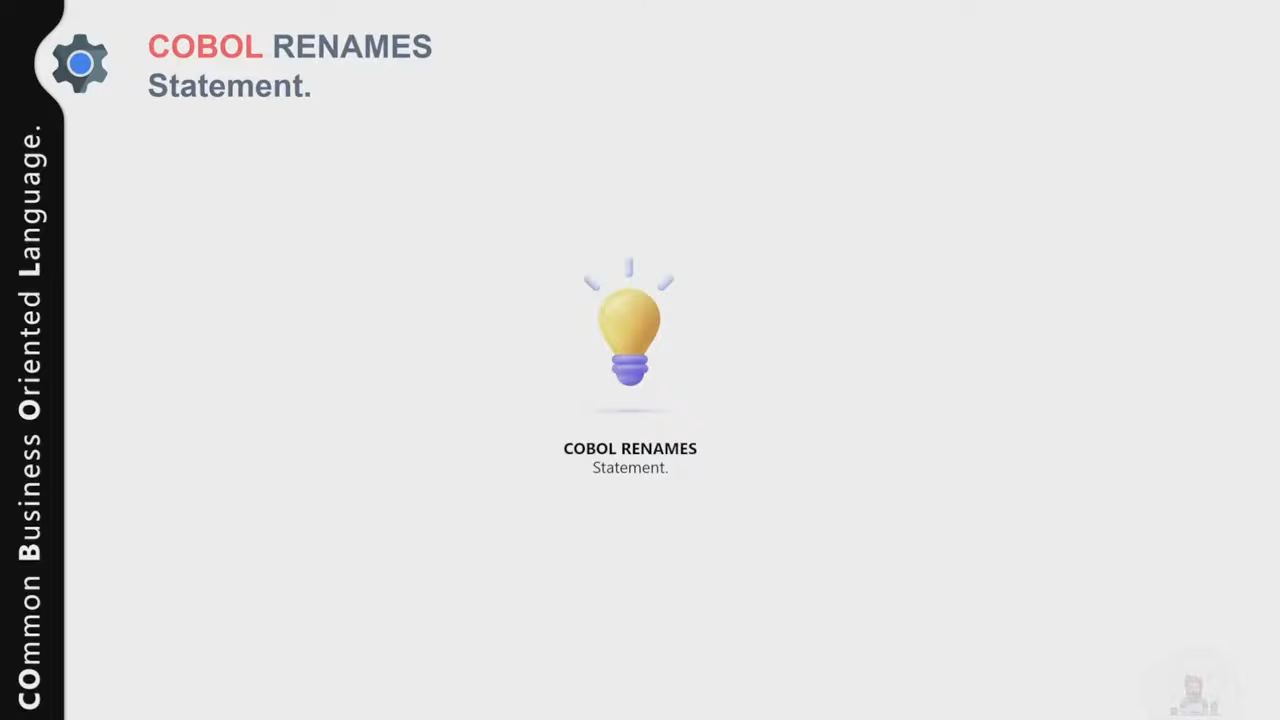 COBOL RENAMES
Statement.
COmmon Business Oriented Language.
COBOL RENAMES
Statement.